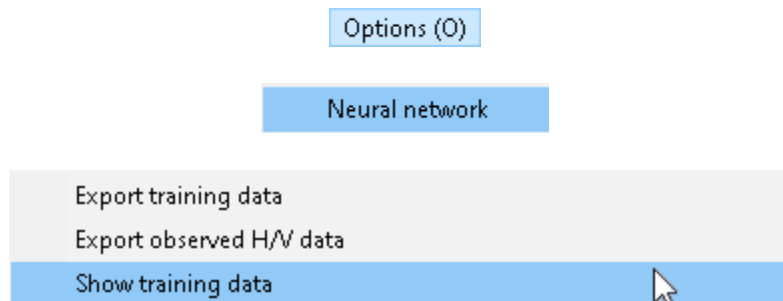 Options (O)
Neural network
Export training data
Export observed H/V data
Show training data